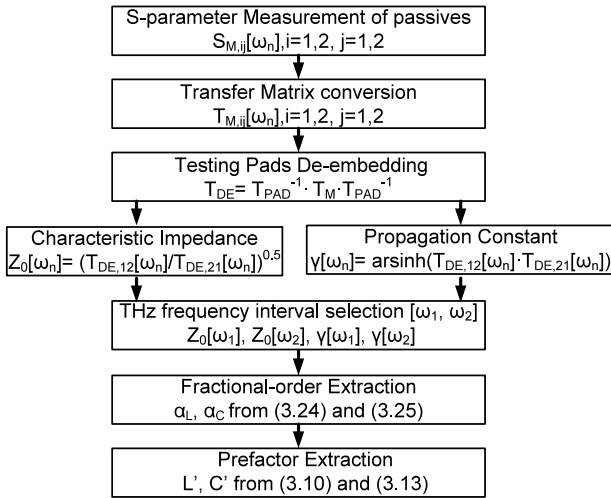 S-parameter Measurement of passives
S_M,ij[ω_n],i=1,2, j=1,2
Transfer Matrix conversion
T_M,ij[ω_n],i=1,2, j=1,2
Testing Pads De-embedding
T_DE= T_PAD^-1· T_M·T_PAD^-1
Characteristic Impedance
Z_0[ω_n]= (T_DE,12[ω_n]/T_DE,21[ω_n])^0.5
Propagation Constant
γ[ω_n]= arsinh(T_DE,12[ω_n]·T_DE,21[ω_n])
THz frequency interval selection [ω_1, ω_2]
Z_0[ω_1], Z_0[ω_2], γ[ω_1], γ[ω_2]
Fractional-order Extraction
α_L, α_C from (3.24) and (3.25)
Prefactor Extraction
L’, C’ from (3.10) and (3.13)